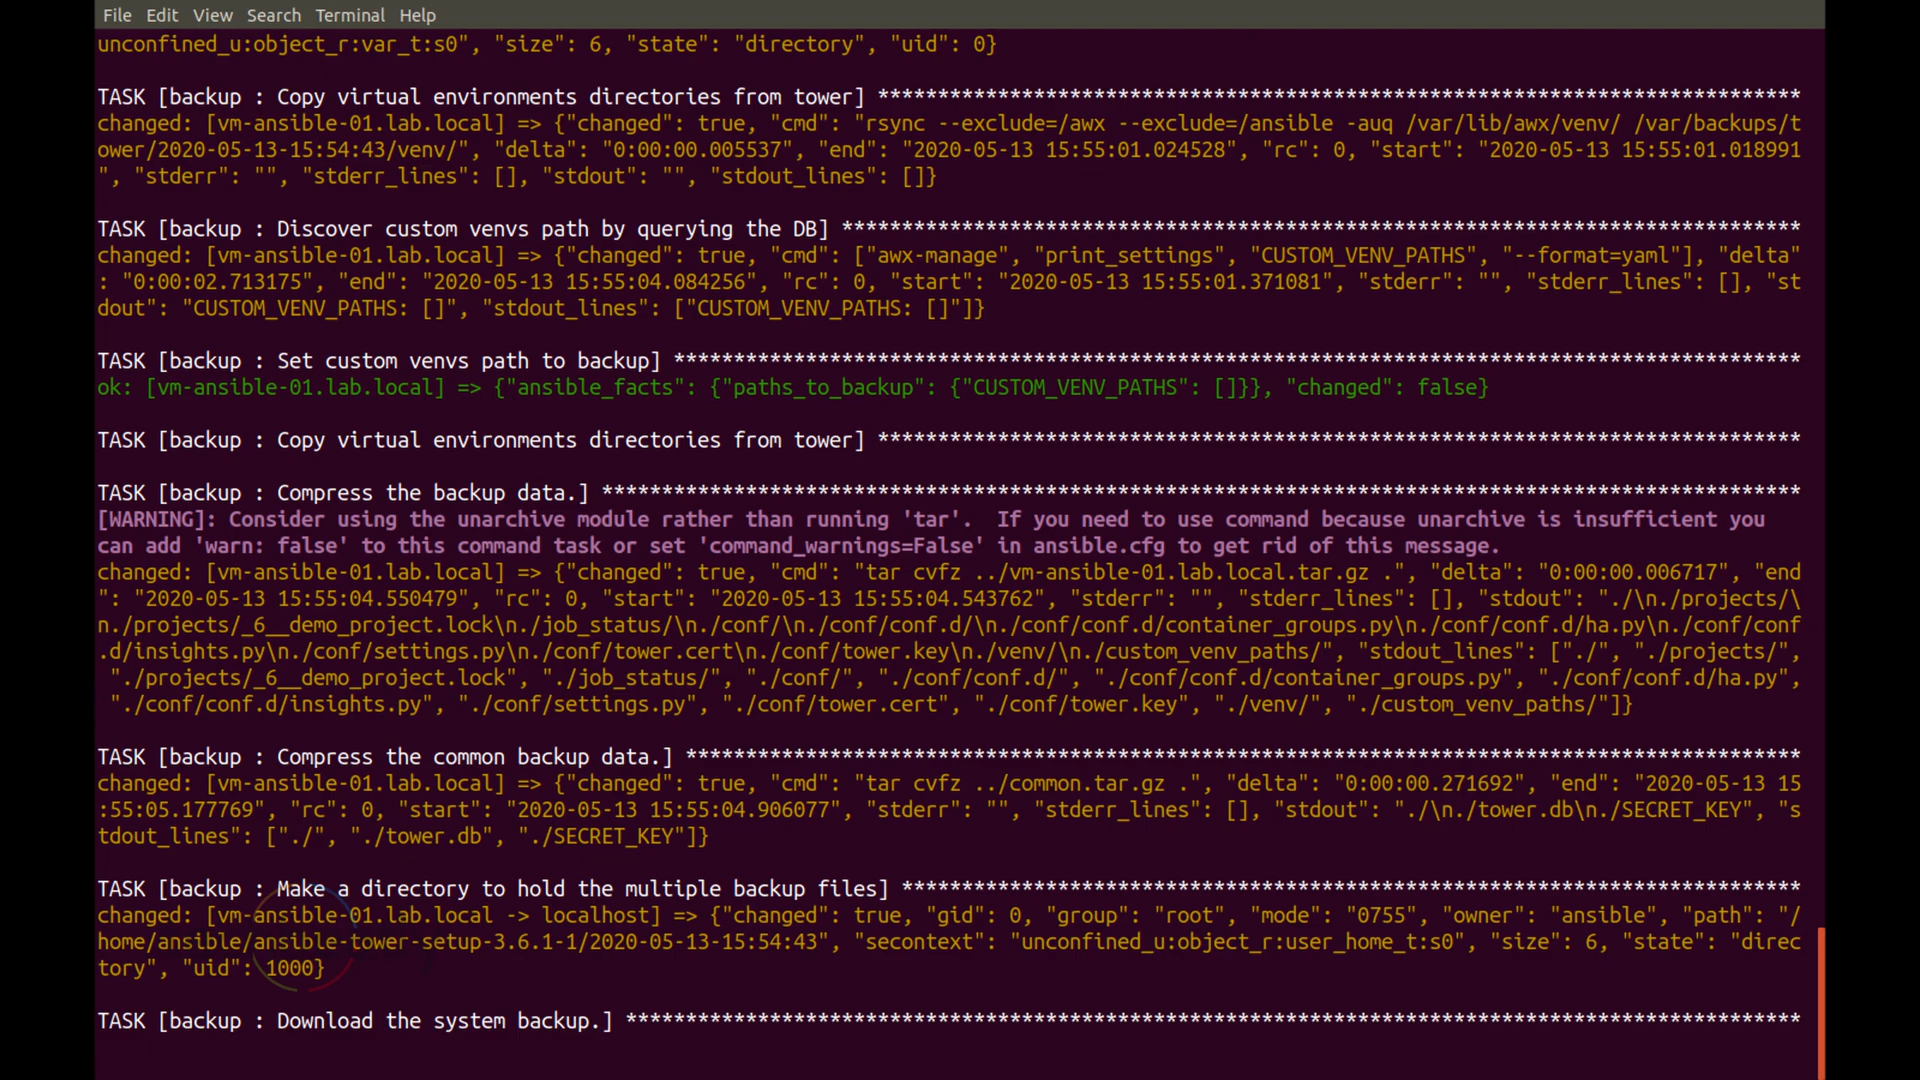 File Edit View Search Terminal Help
unconfined_u:object_r:var_t:s0", "size": 6, "state": "directory", "uid": 0}
TASK [backup : Copy virtual environments directories from tower] *****************************************************************************
changed: [vm-ansible-01.lab.local] => {"changed": true, "cmd": "rsync --exclude=/awx --exclude=/ansible -auq /var/lib/awx/venv/ /var/backups/t
ower/2020-05-13-15:54:43/venv/", "delta": "0:00:00.005537", "end": "2020-05-13 15:55:01.024528", "rc": 0, "start": "2020-05-13 15:55:01.018991
", "stderr": "", "stderr_lines": [], "stdout": "", "stdout_lines": []}
TASK [backup : Discover custom venvs path by querying the DB] ********************************************************************************
changed: [vm-ansible-01.lab.local] => {"changed": true, "cmd": ["awx-manage", "print_settings", "CUSTOM_VENV_PATHS", "--format=yaml"], "delta"
: "0:00:02.713175", "end": "2020-05-13 15:55:04.084256", "rc": 0, "start": "2020-05-13 15:55:01.371081", "stderr": "", "stderr_lines": [], "st
dout": "CUSTOM_VENV_PATHS: []", "stdout_lines": ["CUSTOM_VENV_PATHS: []"]}
TASK [backup : Set custom venvs path to backup] **********************************************************************************************
ok: [vm-ansible-01.lab.local] => {"ansible_facts": {"paths_to_backup": {"CUSTOM_VENV_PATHS": []}}, "changed": false}
TASK [backup : Copy virtual environments directories from tower] *****************************************************************************
TASK [backup : Compress the backup data.] ****************************************************************************************************
[WARNING]: Consider using the unarchive module rather than running 'tar'.  If you need to use command because unarchive is insufficient you
can add 'warn: false' to this command task or set 'command_warnings=False' in ansible.cfg to get rid of this message.
changed: [vm-ansible-01.lab.local] => {"changed": true, "cmd": "tar cvfz ../vm-ansible-01.lab.local.tar.gz .", "delta": "0:00:00.006717", "end
": "2020-05-13 15:55:04.550479", "rc": 0, "start": "2020-05-13 15:55:04.543762", "stderr": "", "stderr_lines": [], "stdout": "./\n./projects/\
n./projects/_6__demo_project.lock\n./job_status/\n./conf/\n./conf/conf.d/\n./conf/conf.d/container_groups.py\n./conf/conf.d/ha.py\n./conf/conf
.d/insights.py\n./conf/settings.py\n./conf/tower.cert\n./conf/tower.key\n./venv/\n./custom_venv_paths/", "stdout_lines": ["./", "./projects/",
 "./projects/_6__demo_project.lock", "./job_status/", "./conf/", "./conf/conf.d/", "./conf/conf.d/container_groups.py", "./conf/conf.d/ha.py",
 "./conf/conf.d/insights.py", "./conf/settings.py", "./conf/tower.cert", "./conf/tower.key", "./venv/", "./custom_venv_paths/"]}
TASK [backup : Compress the common backup data.] *********************************************************************************************
changed: [vm-ansible-01.lab.local] => {"changed": true, "cmd": "tar cvfz ../common.tar.gz .", "delta": "0:00:00.271692", "end": "2020-05-13 15
:55:05.177769", "rc": 0, "start": "2020-05-13 15:55:04.906077", "stderr": "", "stderr_lines": [], "stdout": "./\n./tower.db\n./SECRET_KEY", "s
tdout_lines": ["./", "./tower.db", "./SECRET_KEY"]}
TASK [backup : Make a directory to hold the multiple backup files] ***************************************************************************
changed: [vm-ansible-01.lab.local -> localhost] => {"changed": true, "gid": 0, "group": "root", "mode": "0755", "owner": "ansible", "path": "/
home/ansible/ansible-tower-setup-3.6.1-1/2020-05-13-15:54:43", "secontext": "unconfined_u:object_r:user_home_t:s0", "size": 6, "state": "direc
tory", "uid": 1000}
TASK [backup : Download the system backup.] **************************************************************************************************